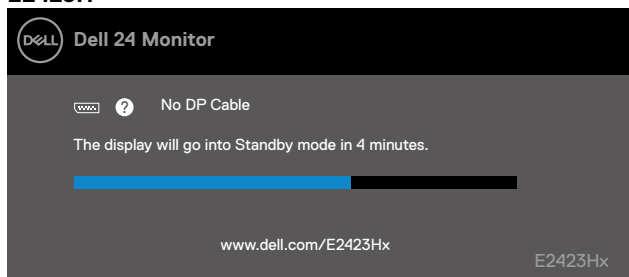 DELL Dell 24 Monitor
? No DP Cable
The display will go into Standby mode in 4 minutes.
www.dell.com/E2423Hx
E2423Hx